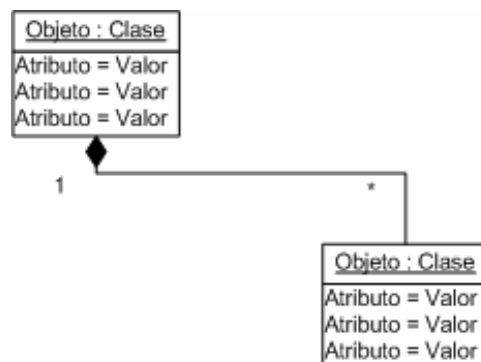 Objeto : Clase
Atributo = Valor
Atributo = Valor
Atributo = Valor
1
*
Objeto : Clase
Atributo = Valor
Atributo = Valor
Atributo = Valor